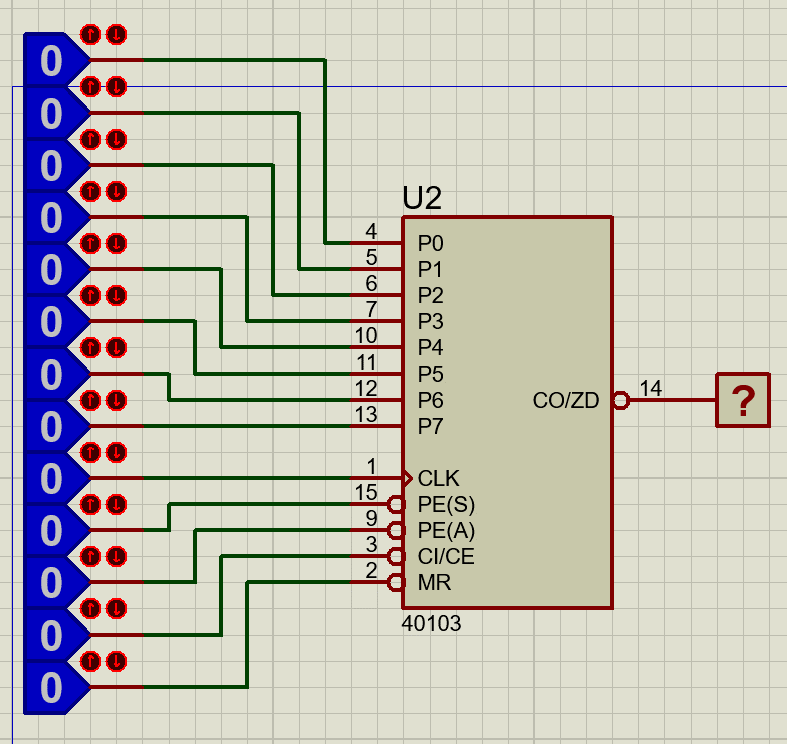 0
0
0
0
0
0
0
0
0
0
0
0
0
U2
4 P0
5 P1
6 P2
7 P3
10 P4
11 P5
12 P6
13 P7
1 CLK
15 PE(S)
9 PE(A)
3 CI/CE
2 MR
CO/ZD 14 ?
40103